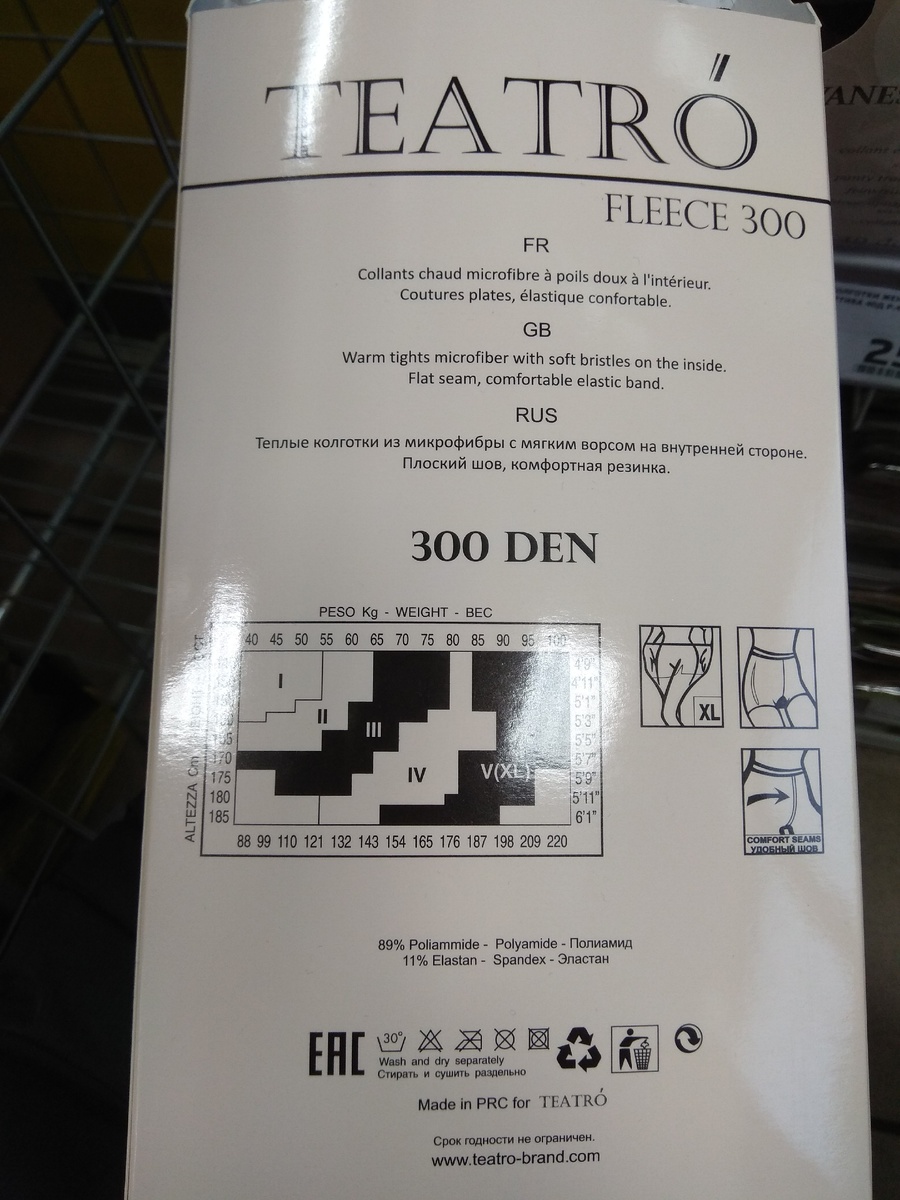 TEATRÓ
FLEECE 300
FR
Collants chaud microfibre à poils doux à l'intérieur.
Coutures plates, élastique confortable.
GB
Warm tights microfiber with soft bristles on the inside.
Flat seam, comfortable elastic band.
RUS
Теплые колготки из микрофибры с мягким ворсом на внутренней стороне.
Плоский шов, комфортная резинка.
300 DEN
PESO Kg - WEIGHT - ВЕС
40 45 50 55 60 65 70 75 80 85 90 95 100
4'9"
I 4'11"
5'1"
II 5'3"
III 5'5"
170 5'7"
175 IV V(XL) 5'9"
180 5'11"
185 6'1"
88 99 110 121 132 143 154 165 176 187 198 209 220
ALTEZZA Cm
XL
COMFORT SEAMS
УДОБНЫЙ ШОВ
89% Poliammide - Polyamide - Полиамид
11% Elastan - Spandex - Эластан
EAC 30°
Wash and dry separately
Стирать и сушить раздельно
Made in PRC for TEATRÓ
Срок годности не ограничен.
www.teatro-brand.com